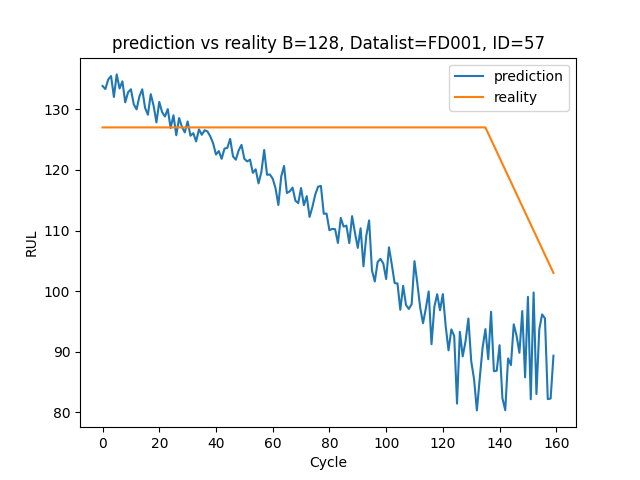 prediction vs reality B=128, Datalist=FD001, ID=57
prediction
reality
RUL
130
120
110
100
90
80
0 20 40 60 80 100 120 140 160
Cycle